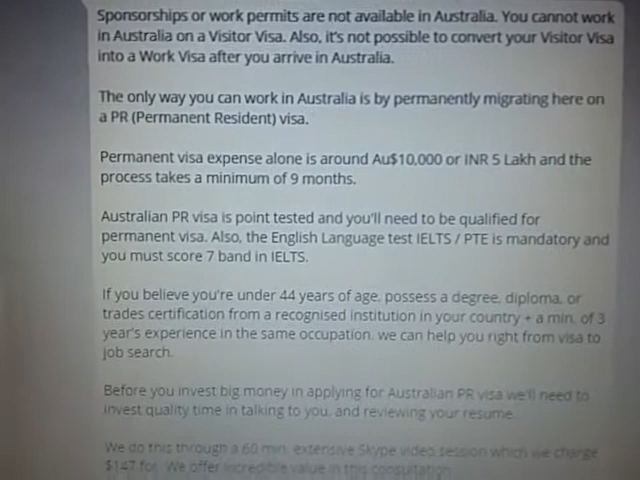 Sponsorships or work permits are not available in Australia. You cannot work
in Australia on a Visitor Visa. Also, it's not possible to convert your Visitor Visa
into a Work Visa after you arrive in Australia.
The only way you can work in Australia is by permanently migrating here on
a PR (Permanent Resident) visa.
Permanent visa expense alone is around Au$10,000 or INR 5 Lakh and the
process takes a minimum of 9 months.
Australian PR visa is point tested and you'll need to be qualified for
permanent visa. Also, the English Language test IELTS / PTE is mandatory and
you must score 7 band in IELTS.
If you believe you're under 44 years of age, possess a degree, diploma, or
trades certification from a recognised institution in your country + a min. of 3
year's experience in the same occupation, we can help you right from visa to
job search.
Before you invest big money in applying for Australian PR visa we'll need to
invest quality time in talking to you, and reviewing your resume.
We do this through a 60 min. extensive Skype video session which we charge
$147 for. We offer incredible value in this consultation